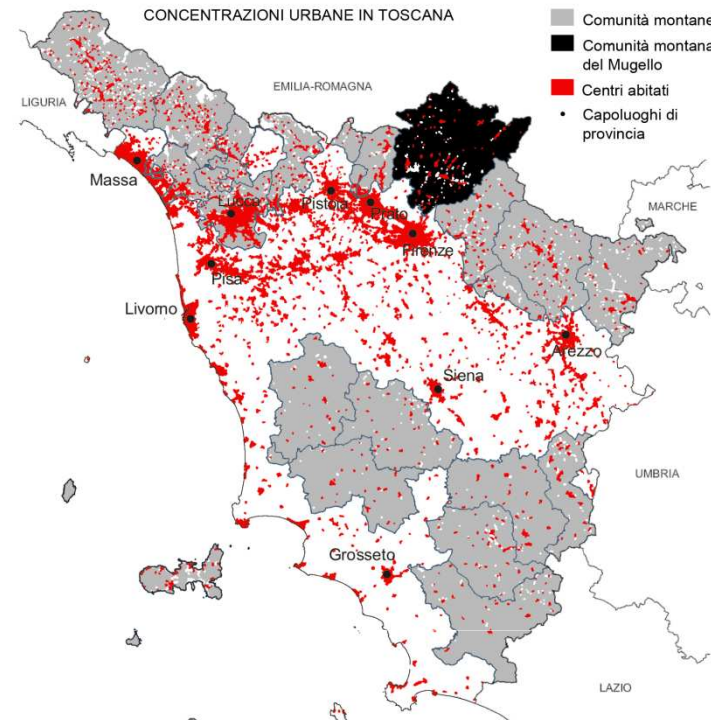 CONCENTRAZIONI URBANE IN TOSCANA
Comunità montane
Comunità montana
del Mugello
Centri abitati
Capoluoghi di
provincia
EMILIA-ROMAGNA
LIGURIA
MARCHE
Massa
Lucca
Pistoia
Prato
Firenze
Pisa
Livorno
Arezzo
Siena
UMBRIA
Grosseto
LAZIO